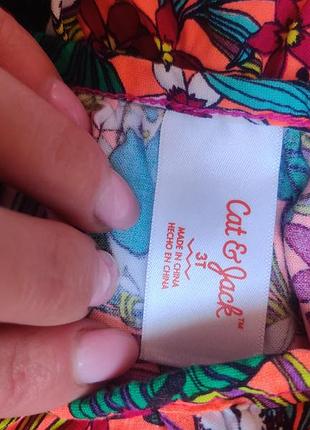 Cat & Jack™
3T
MADE IN CHINA
HECHO EN CHINA